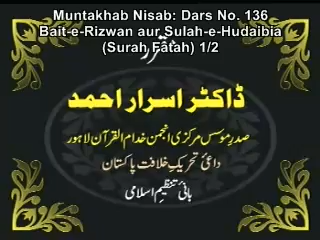 Muntakhab Nisab: Dars No. 136
Bait-e-Rizwan aur Sulah-e-Hudaibia
(Surah Fatah) 1/2
مقرر
ڈاکٹر اسرار احمد
صدر موسس مرکزی انجمن خدام القرآن لاہور
داعی تحریک خلافت پاکستان
بانی تنظیم اسلامی